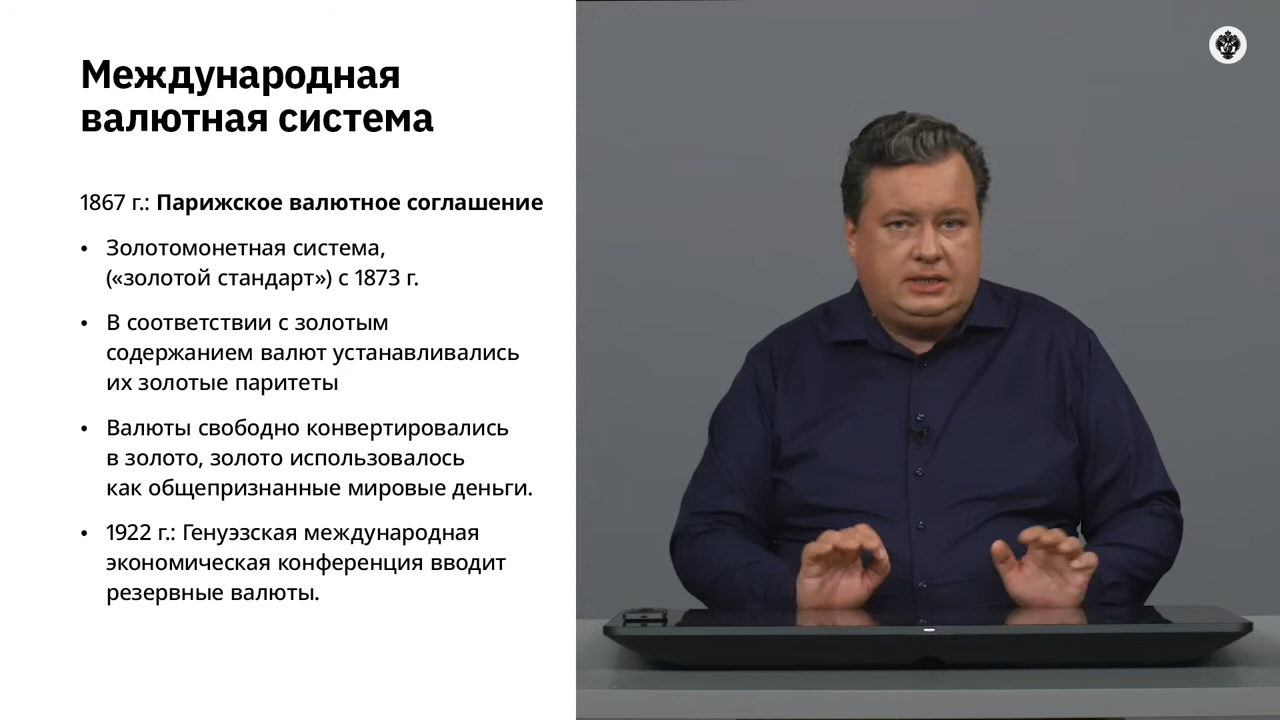 Международная
валютная система
1867 г.: Парижское валютное соглашение
• Золотомонетная система,
(«золотой стандарт») с 1873 г.
• В соответствии с золотым
содержанием валют устанавливались
их золотые паритеты
• Валюты свободно конвертировались
в золото, золото использовалось
как общепризнанные мировые деньги.
• 1922 г.: Генуэзская международная
экономическая конференция вводит
резервные валюты.